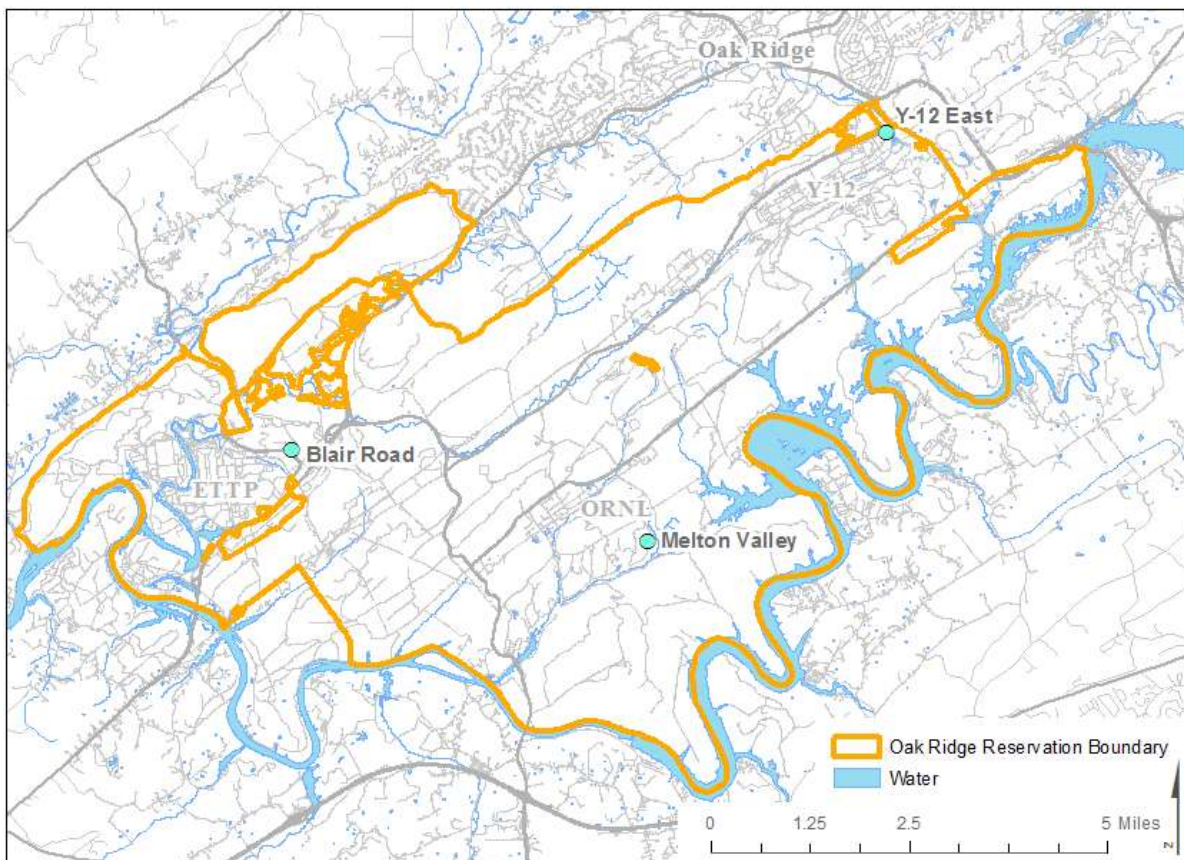 Oak Ridge
Y-12 East
Y-12
Blair Road
ETTP
ORNL
Melton Valley
Oak Ridge Reservation Boundary
Water
0 1.25 2.5 5 Miles
N